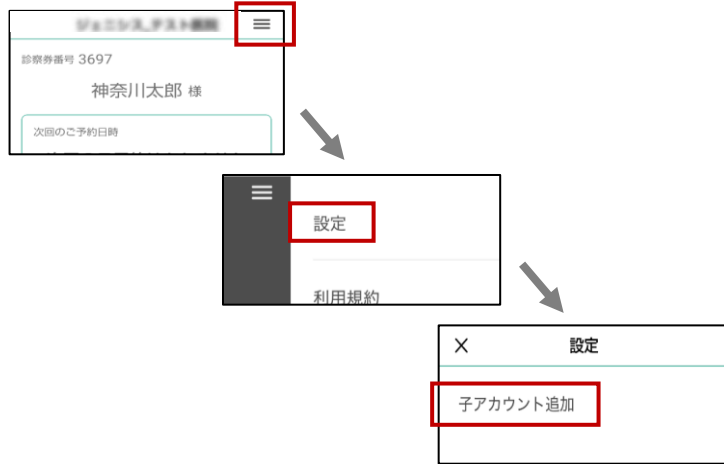 診察券番号 3697
神奈川太郎 様
次回のご予約日時
設定
利用規約
設定
子アカウント追加